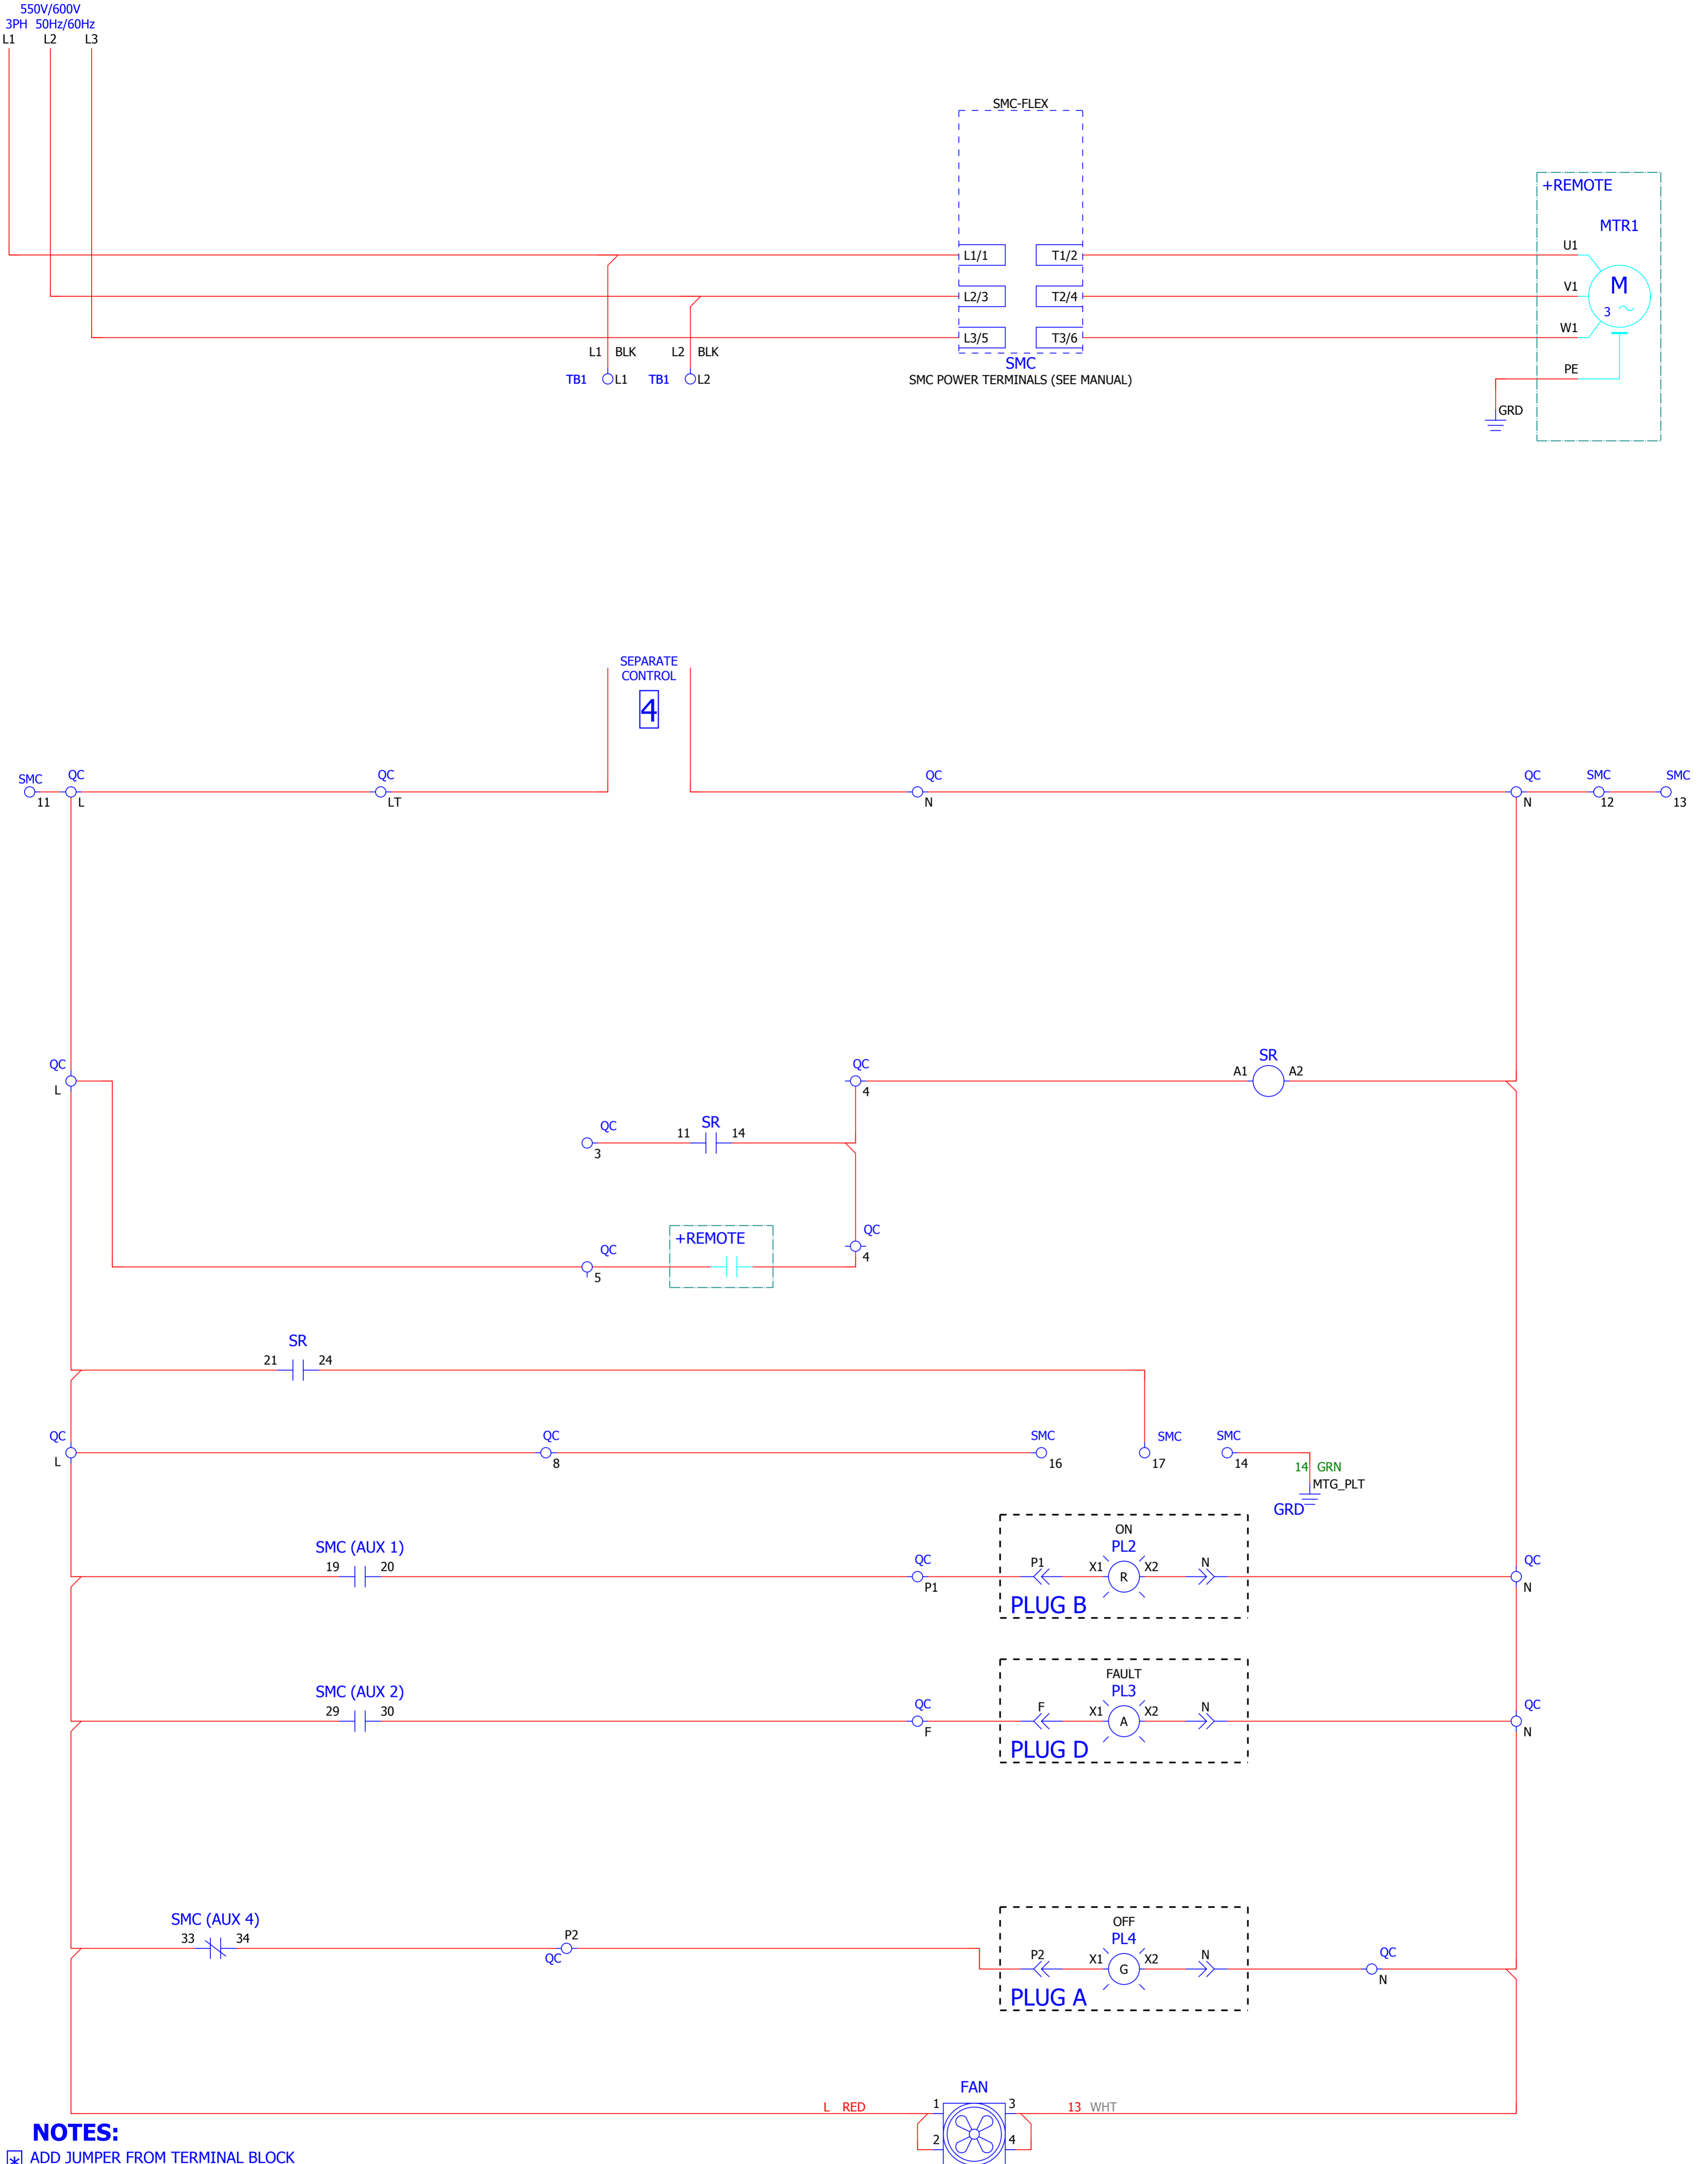 550V/600V
3PH 50Hz/60Hz
L1 L2 L3
SMC-FLEX
+REMOTE
MTR1
L1/1 T1/2 U1
L2/3 T2/4 V1 M
3
L3/5 T3/6 W1
L1 BLK L2 BLK
SMC
PE
TB1 L1 TB1 L2
SMC POWER TERMINALS (SEE MANUAL)
GRD
SEPARATE
CONTROL
4
SMC QC QC QC QC SMC SMC
11 L LT N N 12 13
QC QC SR
L 4 A1 A2
QC SR
3 11 14
+REMOTE QC
4
QC
5
SR
21 24
QC QC SMC SMC SMC
L 8 16 17 14
14 GRN
MTG_PLT
GRD
ON
SMC (AUX 1) PL2
19 20 QC P1 X1 R X2 N QC
P1 N
PLUG B
FAULT
SMC (AUX 2) PL3
29 30 QC F X1 A X2 N QC
F N
PLUG D
SMC (AUX 4) OFF
33 34 P2 PL4
QC P2 X1 G X2 N QC
N
PLUG A
FAN
L RED 1 3 13 WHT
NOTES:
2 4
* ADD JUMPER FROM TERMINAL BLOCK